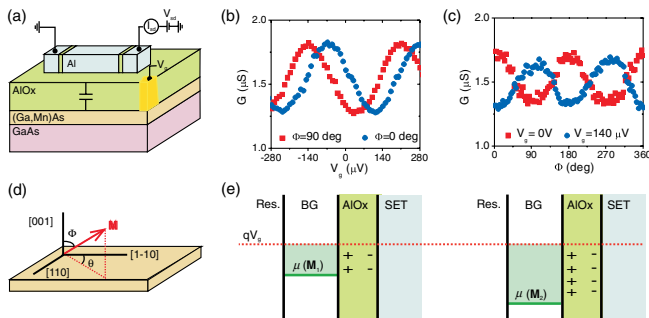 (a)
I_sd
V_sd
V_g
Al
AlOx
(Ga,Mn)As
GaAs
(b)
G (µS)
2.0
1.5
1.0
-280 -140 0 140 280
V_g (µV)
Φ=90 deg Φ=0 deg
(c)
G (µS)
2.0
1.5
1.0
0 90 180 270 360
Φ (deg)
V_g = 0V V_g=140 µV
(d)
[001]
Φ
M
[1-10]
[110]
θ
(e)
Res. BG AlOx SET
qV_g
µ (M₁)
+ -
+ -
Res. BG AlOx SET
µ (M₂)
+ -
+ -
+ -
+ -